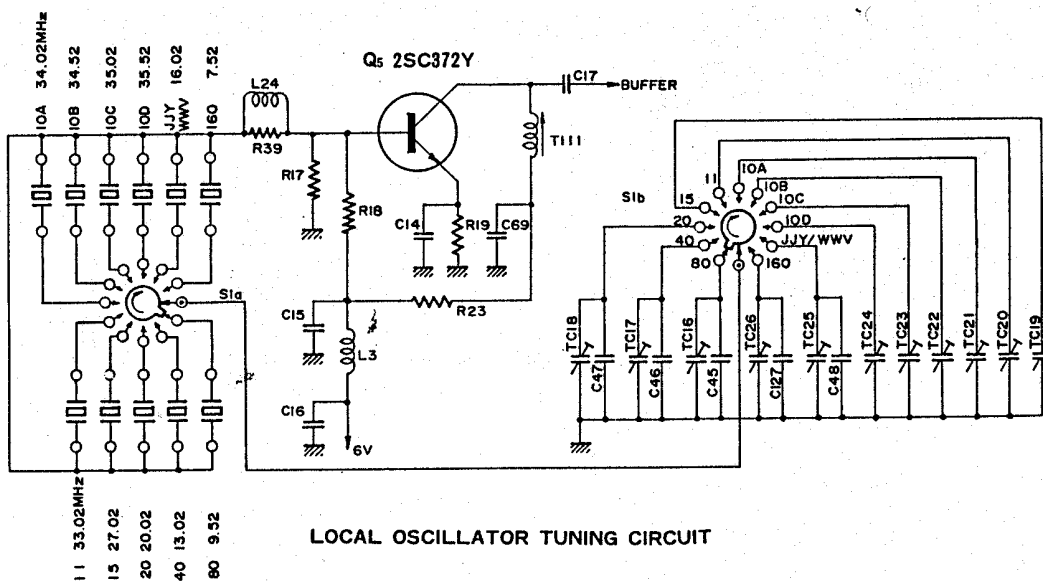 10A 34.02MHz
10B 34.52
10C 35.02
10D 35.52
JJY WWV 16.02
160 7.52
L24
R39
Q5 2SC372Y
C17
BUFFER
T111
R17
R18
C14
R19
C69
S1a
C15
R23
L3
C16
6V
11 33.02MHz
15 27.02
20 20.02
40 13.02
80 9.52
S1b
11
10A
10B
15
10C
20
10D
40
JJY/WWV
80
160
TC18
C47
TC17
C46
TC16
C45
TC26
C127
TC25
C48
TC24
TC23
TC22
TC21
TC20
TC19
LOCAL OSCILLATOR TUNING CIRCUIT